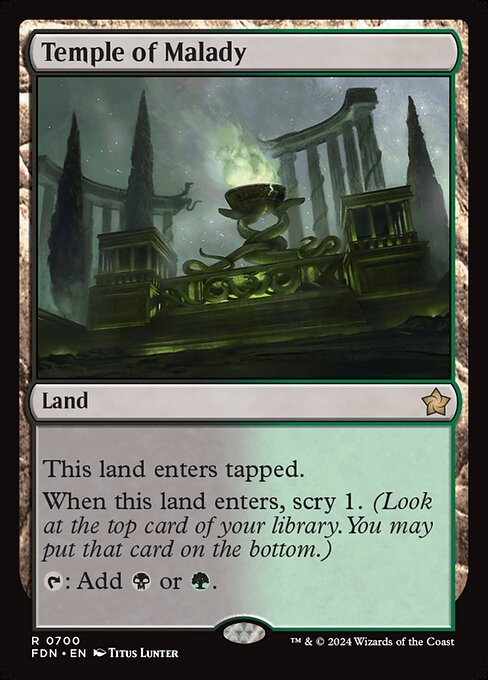 Temple of Malady
Land
This land enters tapped.
When this land enters, scry 1. (Look
at the top card of your library. You may
put that card on the bottom.)
: Add or .
R 0700
FDN • EN Titus Lunter
™ & © 2024 Wizards of the Coast